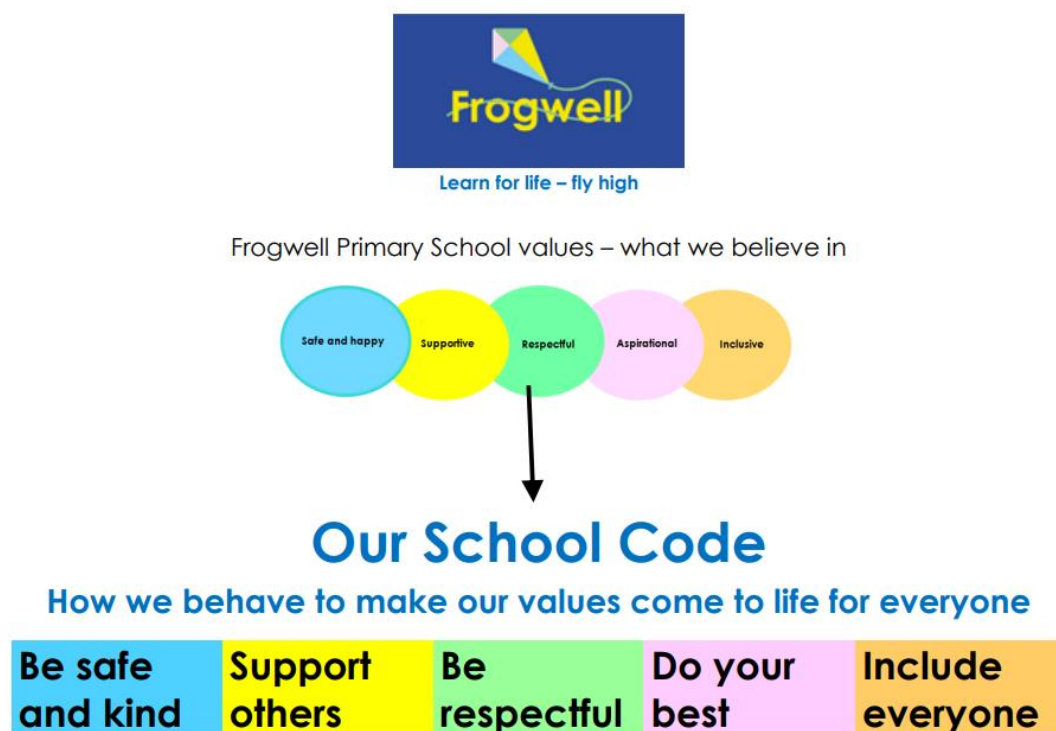 Frogwell
Learn for life – fly high
Frogwell Primary School values – what we believe in
Safe and happy
Supportive
Respectful
Aspirational
Inclusive
Our School Code
How we behave to make our values come to life for everyone
Be safe
and kind
Support
others
Be
respectful
Do your
best
Include
everyone